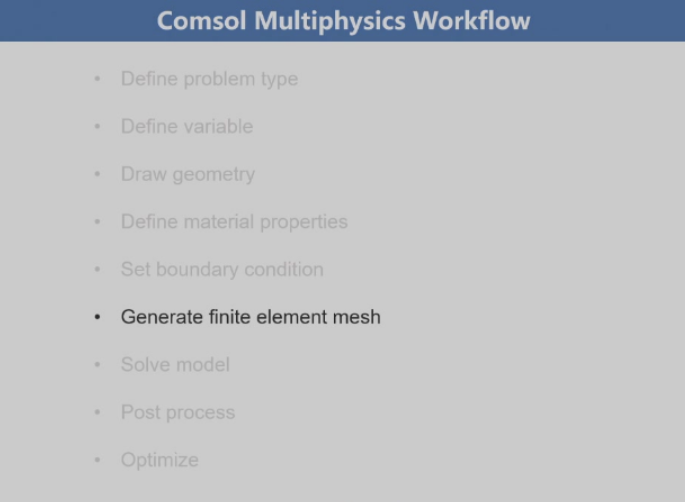 Comsol Multiphysics Workflow
• Define problem type
• Define variable
• Draw geometry
• Define material properties
• Set boundary condition
• Generate finite element mesh
• Solve model
• Post process
• Optimize